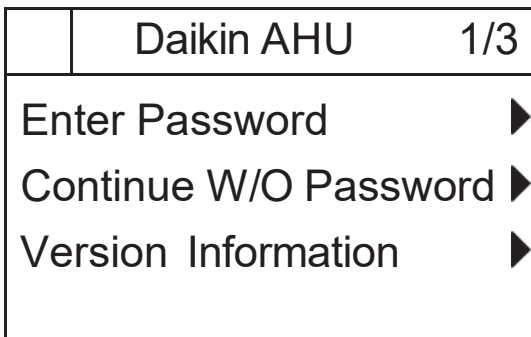 Daikin AHU 1/3
Enter Password
Continue W/O Password
Version Information